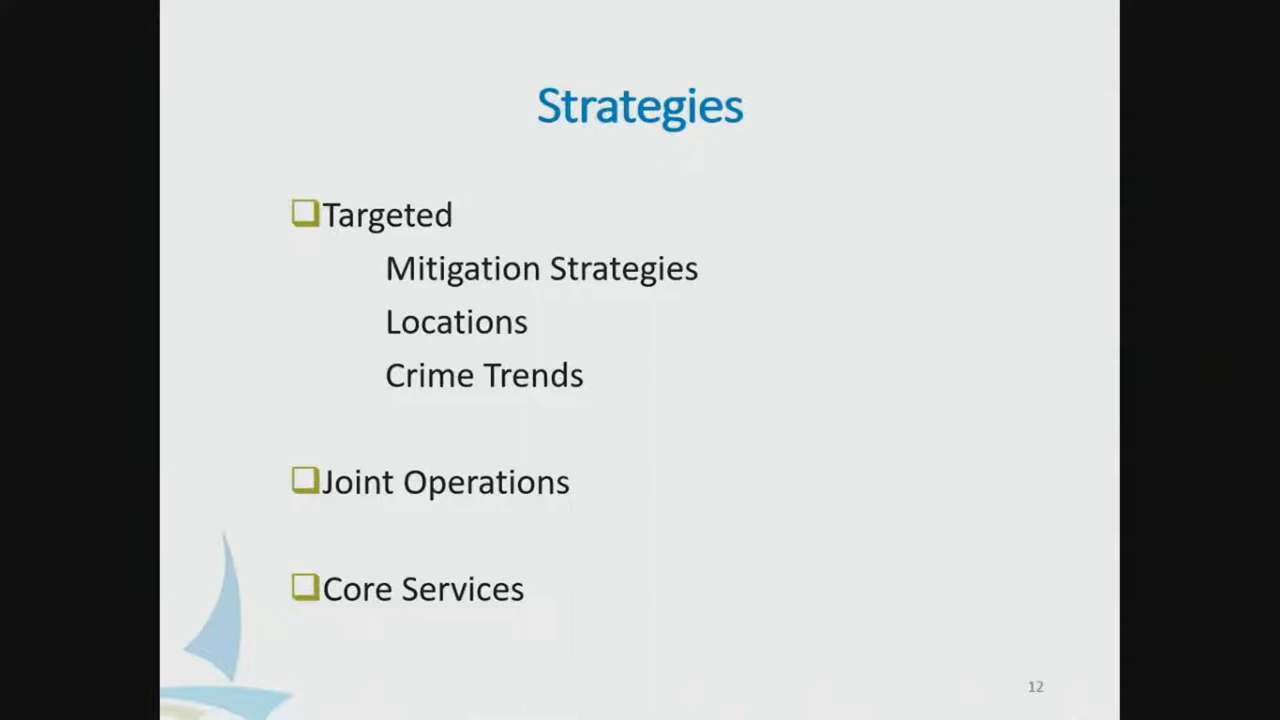 Strategies
Targeted
Mitigation Strategies
Locations
Crime Trends
Joint Operations
Core Services
12